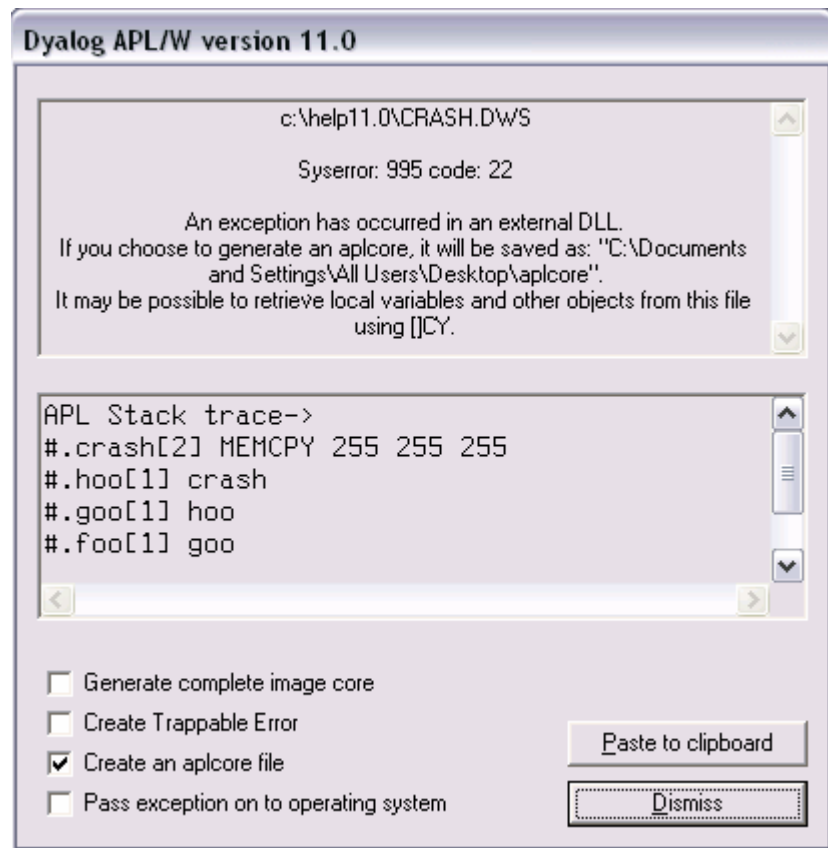 Dyalog APL/W version 11.0
c:\help11.0\CRASH.DWS
Syserror: 995 code: 22
An exception has occurred in an external DLL.
If you choose to generate an aplcore, it will be saved as: "C:\Documents
and Settings\All Users\Desktop\aplcore".
It may be possible to retrieve local variables and other objects from this file
using []CY.
APL Stack trace->
#.crash[2] MEMCPY 255 255 255
#.hoo[1] crash
#.goo[1] hoo
#.foo[1] goo
Generate complete image core
Create Trappable Error
Create an aplcore file
Pass exception on to operating system
Paste to clipboard
Dismiss